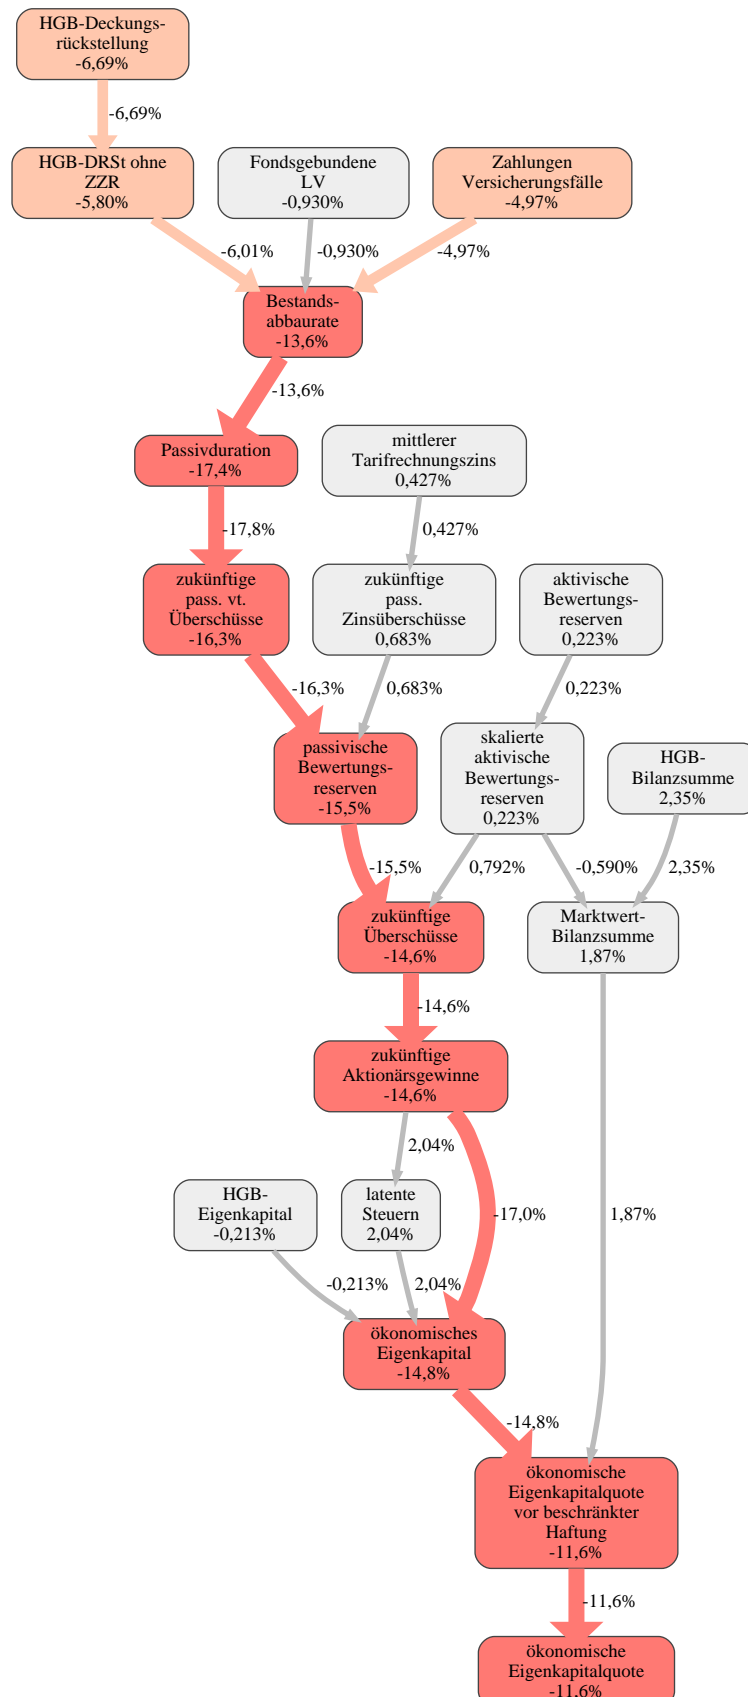 HGB-Deckungs-
rückstellung
-6,69%
-6,69%
HGB-DRSt ohne
ZZR
-5,80%
Fondsgebundene
LV
-0,930%
Zahlungen
Versicherungsfälle
-4,97%
-6,01%
-0,930%
-4,97%
Bestands-
abbaurate
-13,6%
-13,6%
Passivduration
-17,4%
mittlerer
Tarifrechnungszins
0,427%
-17,8%
0,427%
zukünftige
pass. vt.
Überschüsse
-16,3%
zukünftige
pass.
Zinsüberschüsse
0,683%
aktivische
Bewertungs-
reserven
0,223%
-16,3%
0,683%
0,223%
passivische
Bewertungs-
reserven
-15,5%
skalierte
aktivische
Bewertungs-
reserven
0,223%
HGB-
Bilanzsumme
2,35%
-15,5%
0,792%
-0,590%
2,35%
zukünftige
Überschüsse
-14,6%
Marktwert-
Bilanzsumme
1,87%
-14,6%
zukünftige
Aktionärsgewinne
-14,6%
2,04%
HGB-
Eigenkapital
-0,213%
latente
Steuern
2,04%
-17,0%
1,87%
-0,213%
2,04%
ökonomisches
Eigenkapital
-14,8%
-14,8%
ökonomische
Eigenkapitalquote
vor beschränkter
Haftung
-11,6%
-11,6%
ökonomische
Eigenkapitalquote
-11,6%